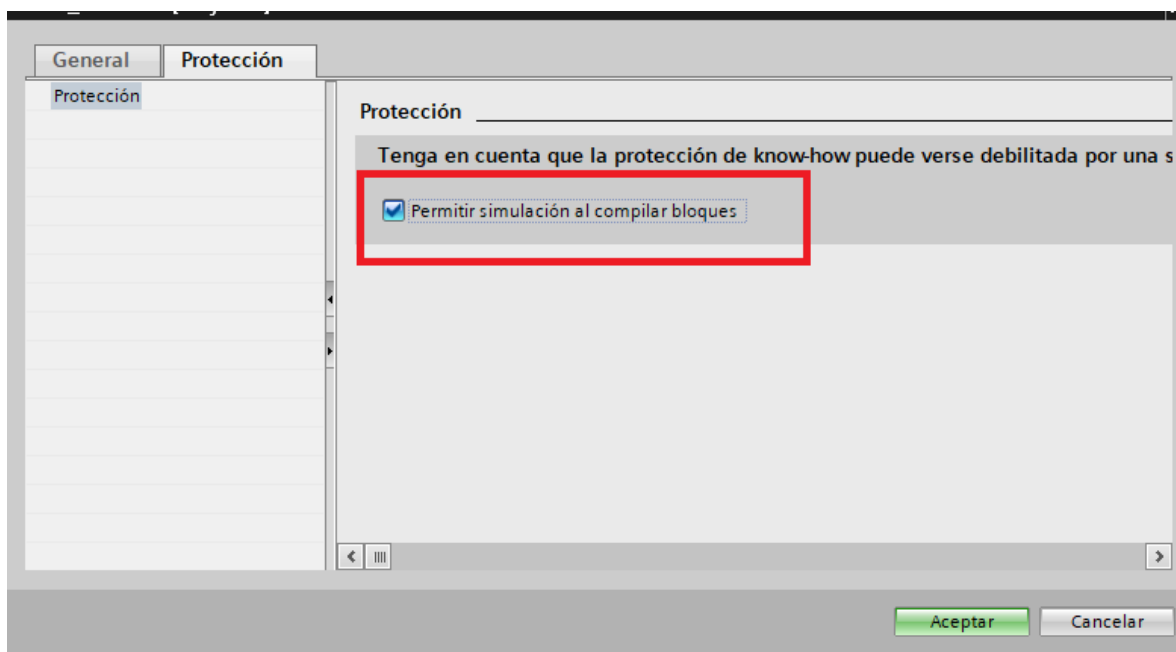 General
Protección
Protección
Protección
Tenga en cuenta que la protección de know-how puede verse debilitada por una s
Permitir simulación al compilar bloques
Aceptar
Cancelar